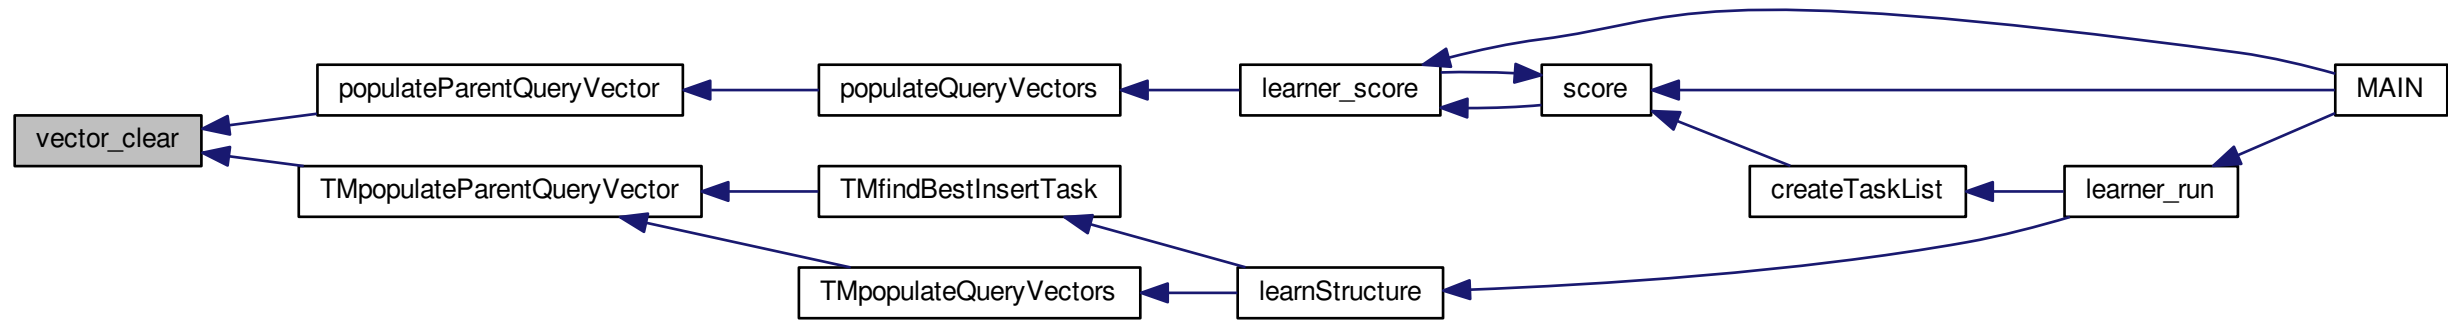 vector_clear
populateParentQueryVector
populateQueryVectors
learner_score
score
MAIN
TMpopulateParentQueryVector
TMfindBestInsertTask
createTaskList
learner_run
TMpopulateQueryVectors
learnStructure